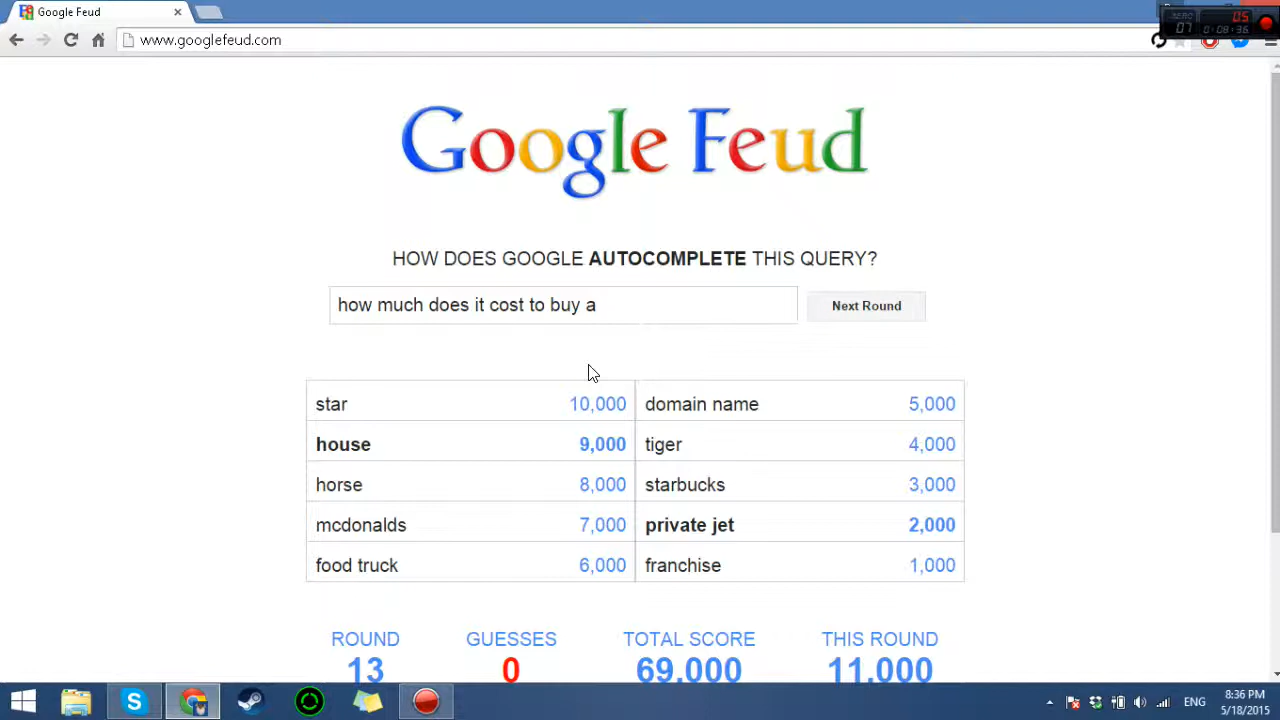 Google Feud
www.googlefeud.com
Google Feud
HOW DOES GOOGLE AUTOCOMPLETE THIS QUERY?
how much does it cost to buy a
Next Round
star 10,000 domain name 5,000
house 9,000 tiger 4,000
horse 8,000 starbucks 3,000
mcdonalds 7,000 private jet 2,000
food truck 6,000 franchise 1,000
ROUND GUESSES TOTAL SCORE THIS ROUND
13 0 69,000 11,000
ENG
8:36 PM
5/18/2015